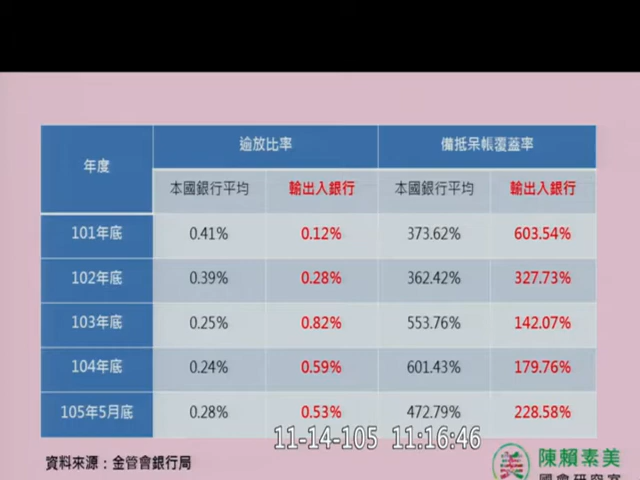 年度 逾放比率 備抵呆帳覆蓋率
本國銀行平均 輸出入銀行 本國銀行平均 輸出入銀行
101年底 0.41% 0.12% 373.62% 603.54%
102年底 0.39% 0.28% 362.42% 327.73%
103年底 0.25% 0.82% 553.76% 142.07%
104年底 0.24% 0.59% 601.43% 179.76%
105年5月底 0.28% 0.53% 472.79% 228.58%
11-14-105 11:16:46
資料來源：金管會銀行局
陳賴素美
國會研究室